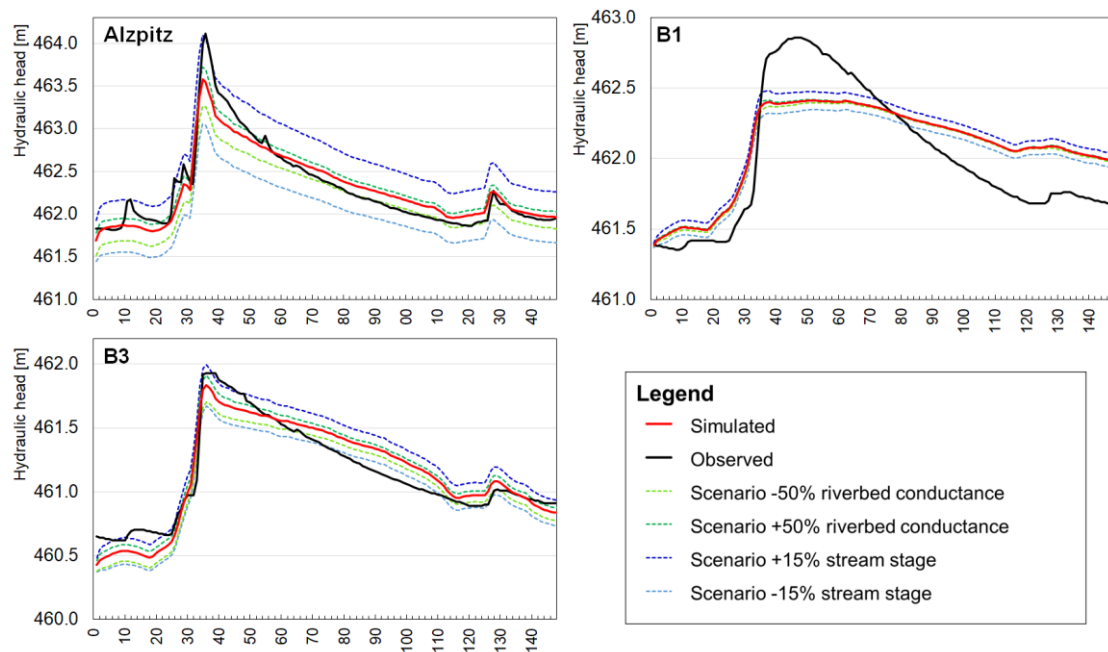 Alzpitz
Hydraulic head [m]
464.0
463.5
463.0
462.5
462.0
461.5
461.0
0 10 20 30 40 50 60 70 80 90 00 10 20 30 40
B1
Hydraulic head [m]
463.0
462.5
462.0
461.5
461.0
0 10 20 30 40 50 60 70 80 90 100 110 120 130 140
B3
Hydraulic head [m]
462.0
461.5
461.0
460.5
460.0
0 10 20 30 40 50 60 70 80 90 100 110 120 130 140
Legend
Simulated
Observed
Scenario -50% riverbed conductance
Scenario +50% riverbed conductance
Scenario +15% stream stage
Scenario -15% stream stage